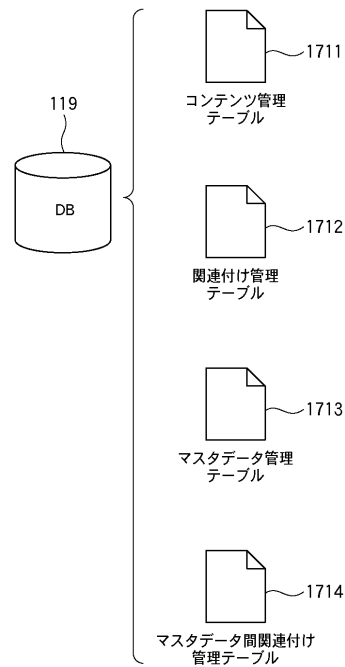 1711
コンテンツ管理
テーブル
119
DB
1712
関連付け管理
テーブル
1713
マスタデータ管理
テーブル
1714
マスタデータ間関連付け
管理テーブル